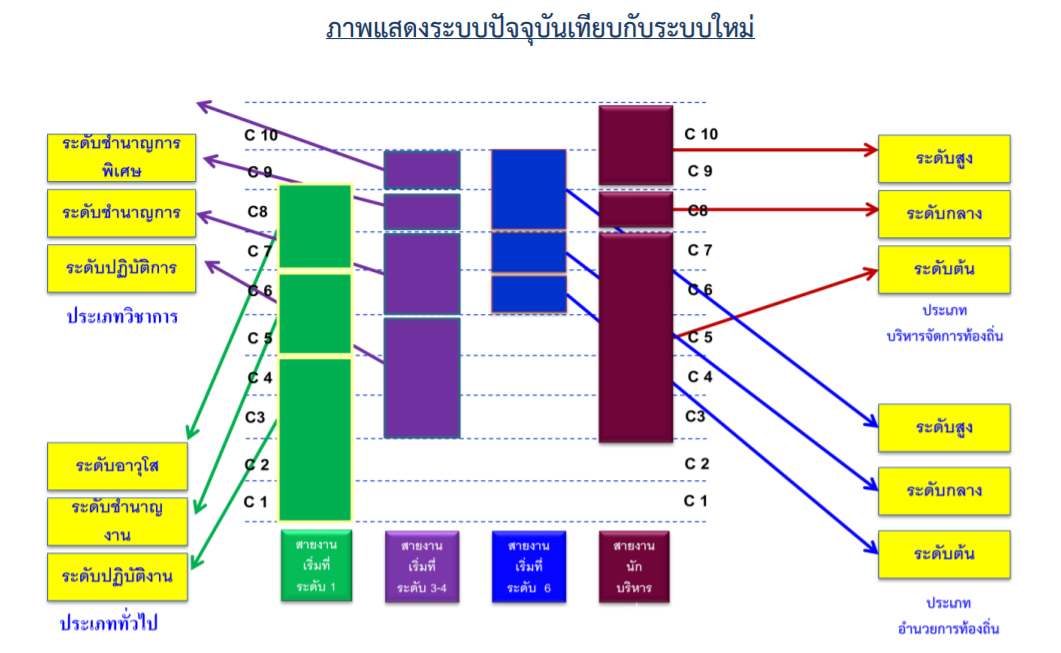 ภาพแสดงระบบปัจจุบันเทียบกับระบบใหม่
ระดับชำนาญการ
พิเศษ
ระดับชำนาญการ
ระดับปฏิบัติการ
ประเภทวิชาการ
ระดับอาวุโส
ระดับชำนาญ
งาน
ระดับปฏิบัติงาน
ประเภททั่วไป
C 10
C 9
C8
C 7
C 6
C 5
C 4
C3
C 2
C 1
สายงาน
เริ่มที่
ระดับ 1
สายงาน
เริ่มที่
ระดับ 3-4
สายงาน
เริ่มที่
ระดับ 6
สายงาน
นัก
บริหาร
C 10
C 9
C8
C 7
C 6
C 5
C 4
C3
C 2
C 1
ระดับสูง
ระดับกลาง
ระดับต้น
ประเภท
บริหารจัดการท้องถิ่น
ระดับสูง
ระดับกลาง
ระดับต้น
ประเภท
อำนวยการท้องถิ่น